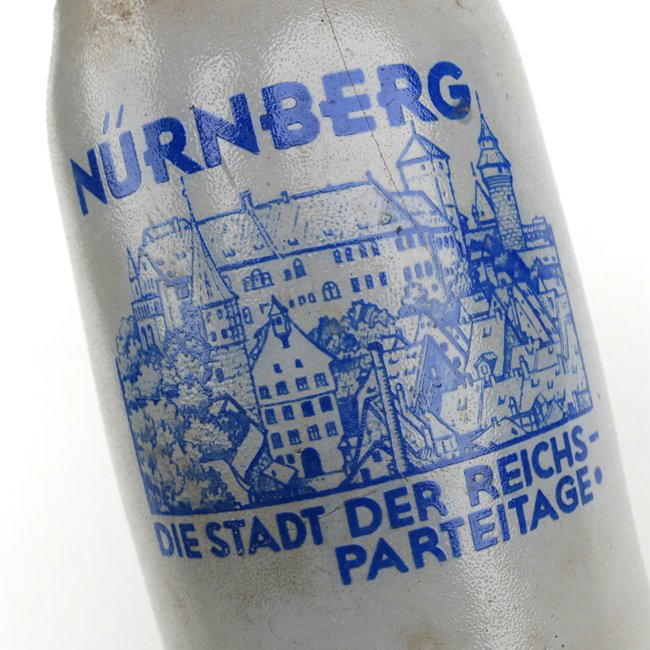 NÜRNBERG
DIE STADT DER REICHS-
PARTEITAGE.